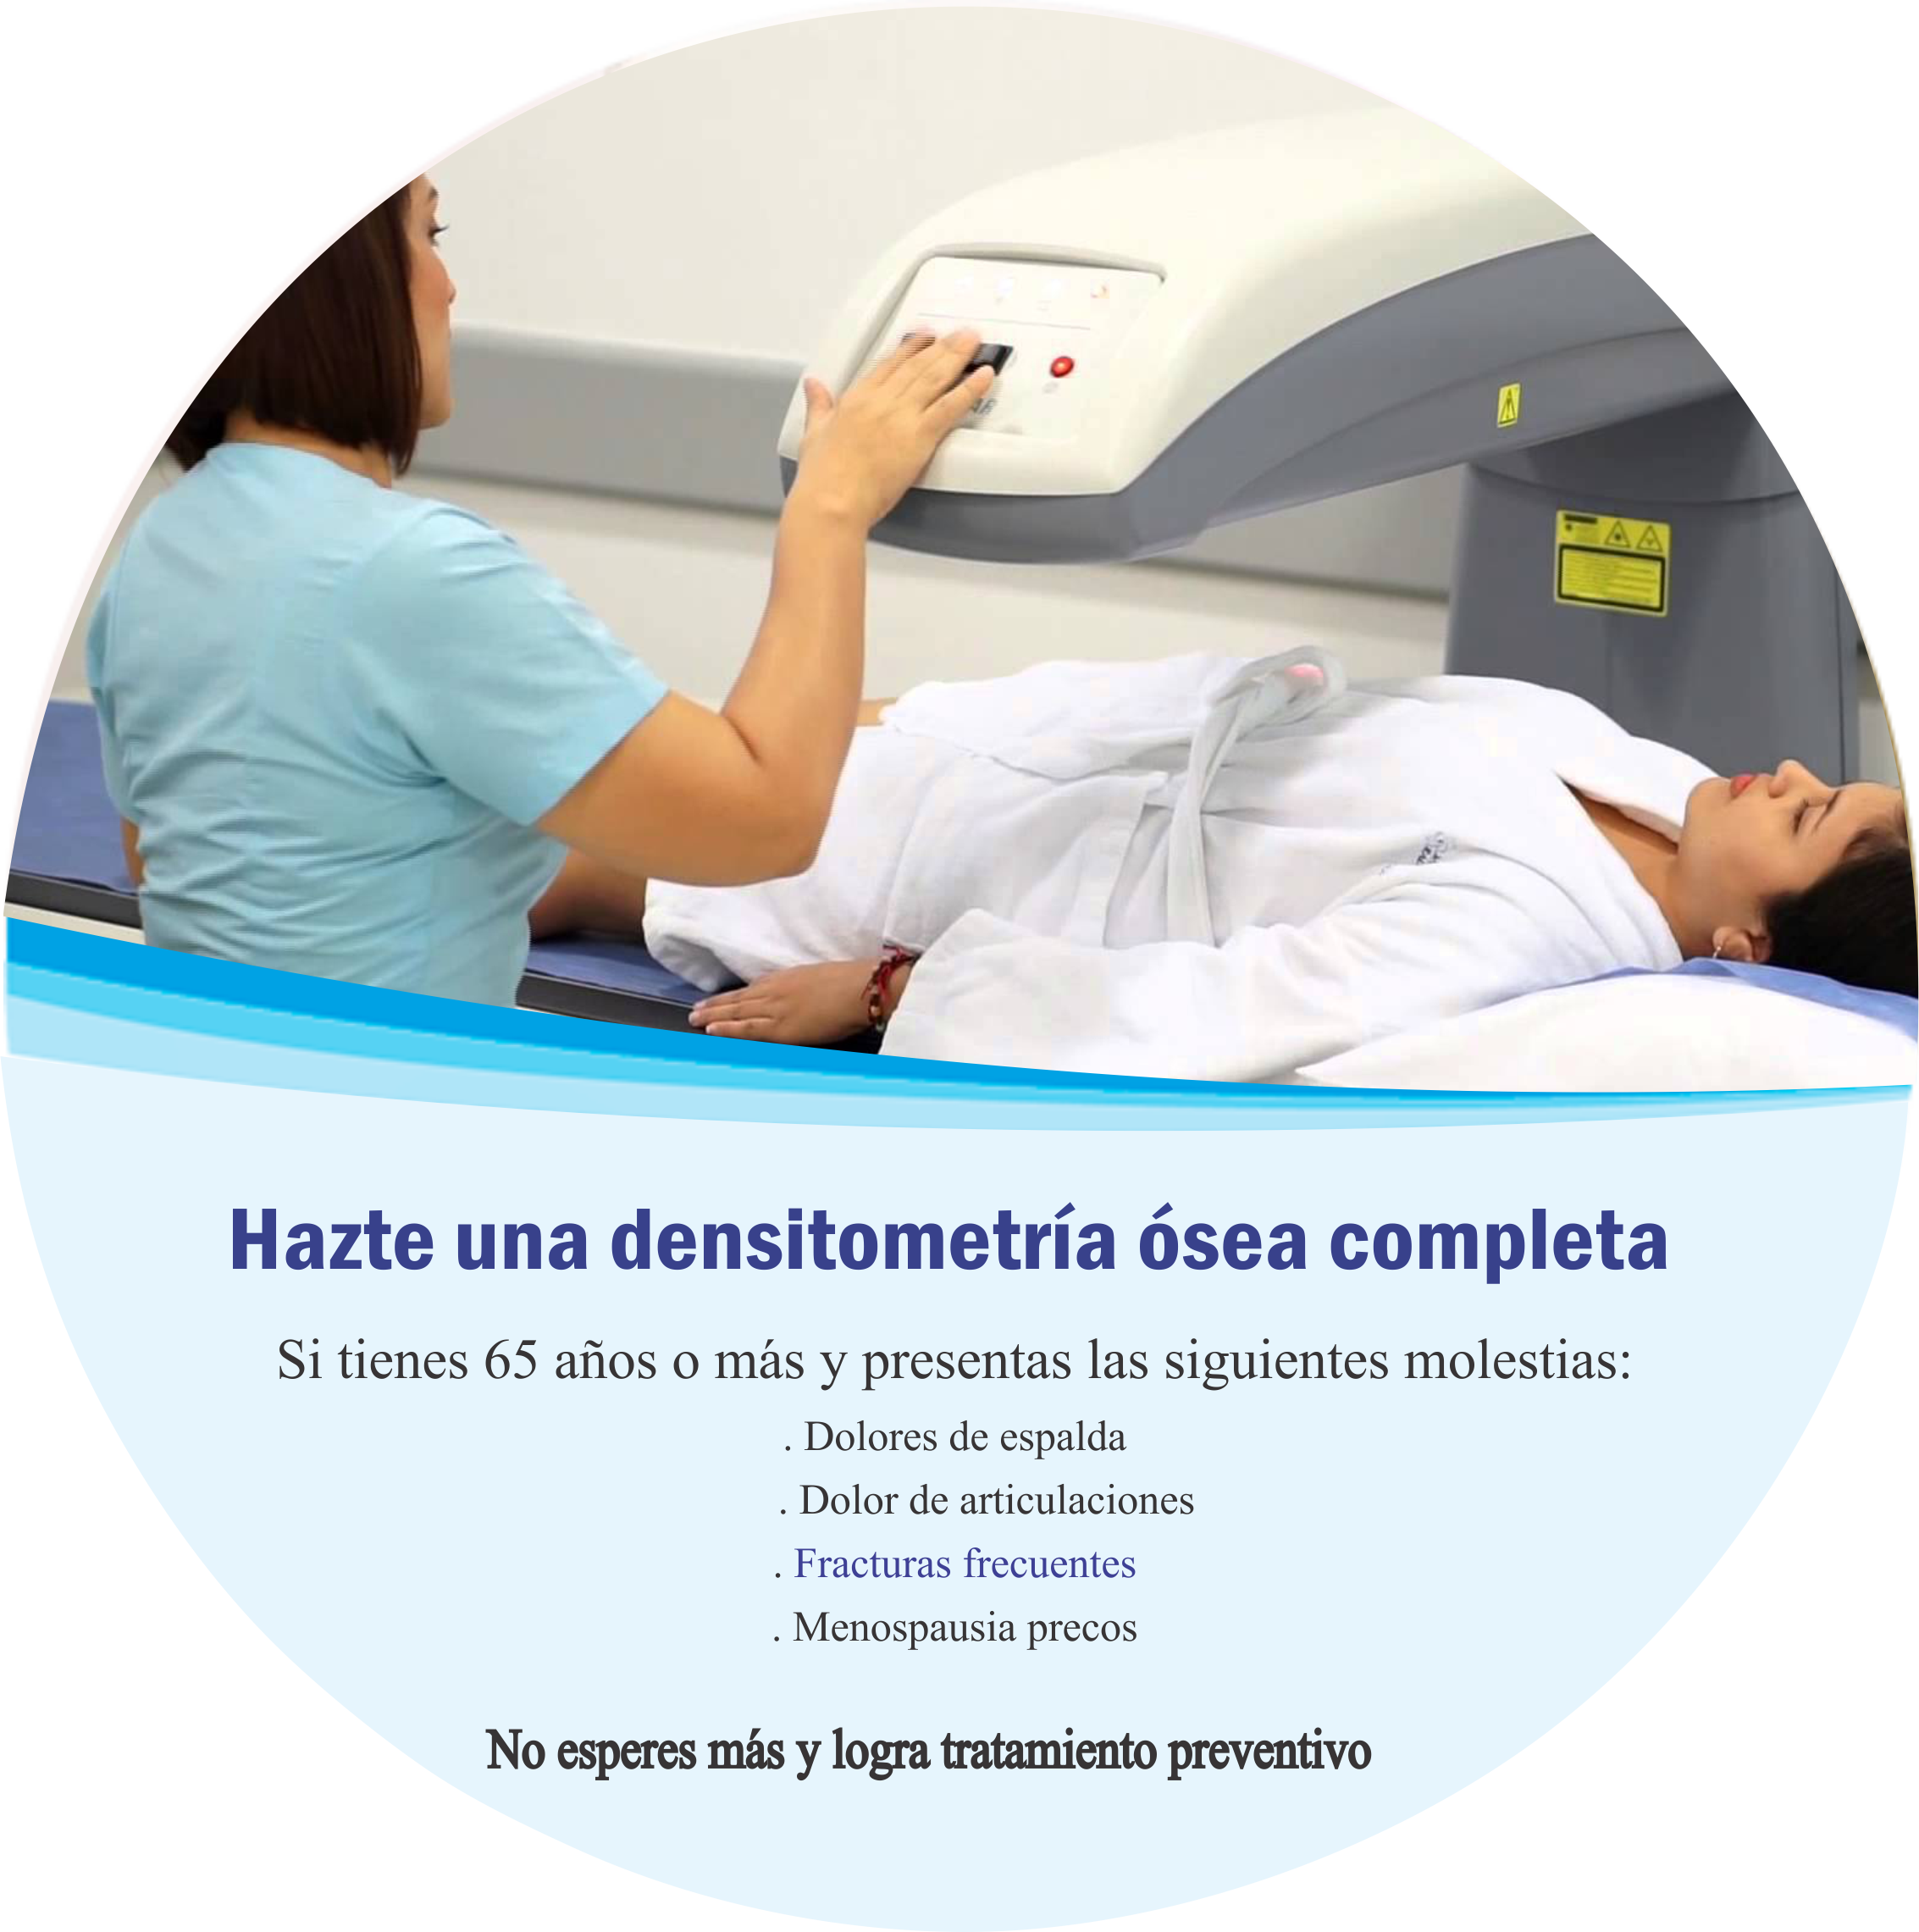 Hazte una densitometría ósea completa
Si tienes 65 años o más y presentas las siguientes molestias:
. Dolores de espalda
. Dolor de articulaciones
. Fracturas frecuentes
. Menospausia precos
No esperes más y logra tratamiento preventivo